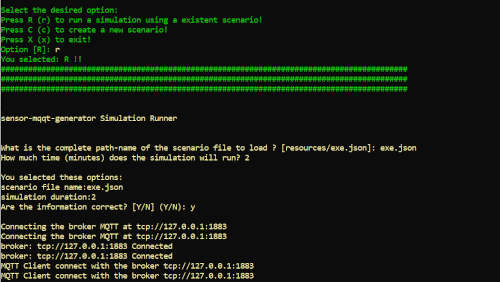 Select the desired option:
Press R (r) to run a simulation using a existent scenario!
Press C (c) to create a new scenario!
Press X (x) to exit!
Option [R]: r
You selected: R !!
################################################################################
################################################################################
################################################################################
sensor-mqqt-generator Simulation Runner
What is the complete path-name of the scenario file to load ? [resources/exe.json]: exe.json
How much time (minutes) does the simulation will run? 2
You selected these options:
scenario file name:exe.json
simulation duration:2
Are the information correct? [Y/N] (Y/N): y
Connecting the broker MQTT at tcp://127.0.0.1:1883
Connecting the broker MQTT at tcp://127.0.0.1:1883
broker: tcp://127.0.0.1:1883 Connected
broker: tcp://127.0.0.1:1883 Connected
MQTT Client connect with the broker tcp://127.0.0.1:1883
MQTT Client connect with the broker tcp://127.0.0.1:1883